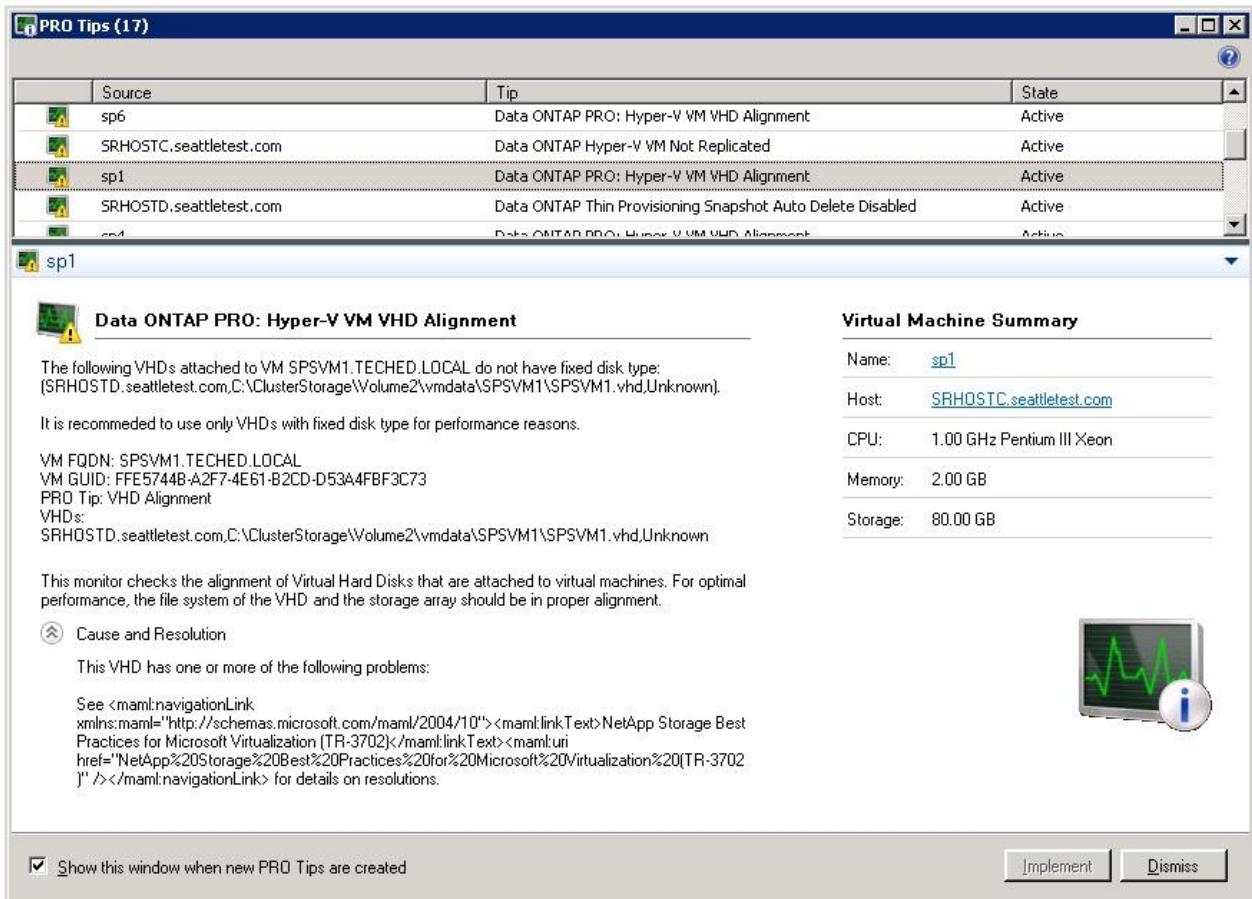 PRO Tips (17)
Source Tip State
sp6 Data ONTAP PRO: Hyper-V VM VHD Alignment Active
SRHOSTC.seattletest.com Data ONTAP Hyper-V VM Not Replicated Active
sp1 Data ONTAP PRO: Hyper-V VM VHD Alignment Active
SRHOSTD.seattletest.com Data ONTAP Thin Provisioning Snapshot Auto Delete Disabled Active
sp4 Data ONTAP PRO: Hyper-V VM VHD Alignment Active
sp1
Data ONTAP PRO: Hyper-V VM VHD Alignment
The following VHDs attached to VM SPSVM1.TECHED.LOCAL do not have fixed disk type:
(SRHOSTD.seattletest.com,C:\ClusterStorage\Volume2\vmdata\SPSVM1\SPSVM1.vhd,Unknown).
It is recommeded to use only VHDs with fixed disk type for performance reasons.
VM FQDN: SPSVM1.TECHED.LOCAL
VM GUID: FFE5744B-A2F7-4E61-B2CD-D53A4FBF3C73
PRO Tip: VHD Alignment
VHDs:
SRHOSTD.seattletest.com,C:\ClusterStorage\Volume2\vmdata\SPSVM1\SPSVM1.vhd,Unknown
This monitor checks the alignment of Virtual Hard Disks that are attached to virtual machines. For optimal
performance, the file system of the VHD and the storage array should be in proper alignment.
Cause and Resolution
This VHD has one or more of the following problems:
See <maml:navigationLink
xmlns:maml="http://schemas.microsoft.com/maml/2004/10"><maml:linkText>NetApp Storage Best
Practices for Microsoft Virtualization (TR-3702)</maml:linkText><maml:uri
href="NetApp%20Storage%20Best%20Practices%20for%20Microsoft%20Virtualization%20(TR-3702
)" /></maml:navigationLink> for details on resolutions.
Virtual Machine Summary
Name: sp1
Host: SRHOSTC.seattletest.com
CPU: 1.00 GHz Pentium III Xeon
Memory: 2.00 GB
Storage: 80.00 GB
Show this window when new PRO Tips are created
Implement Dismiss